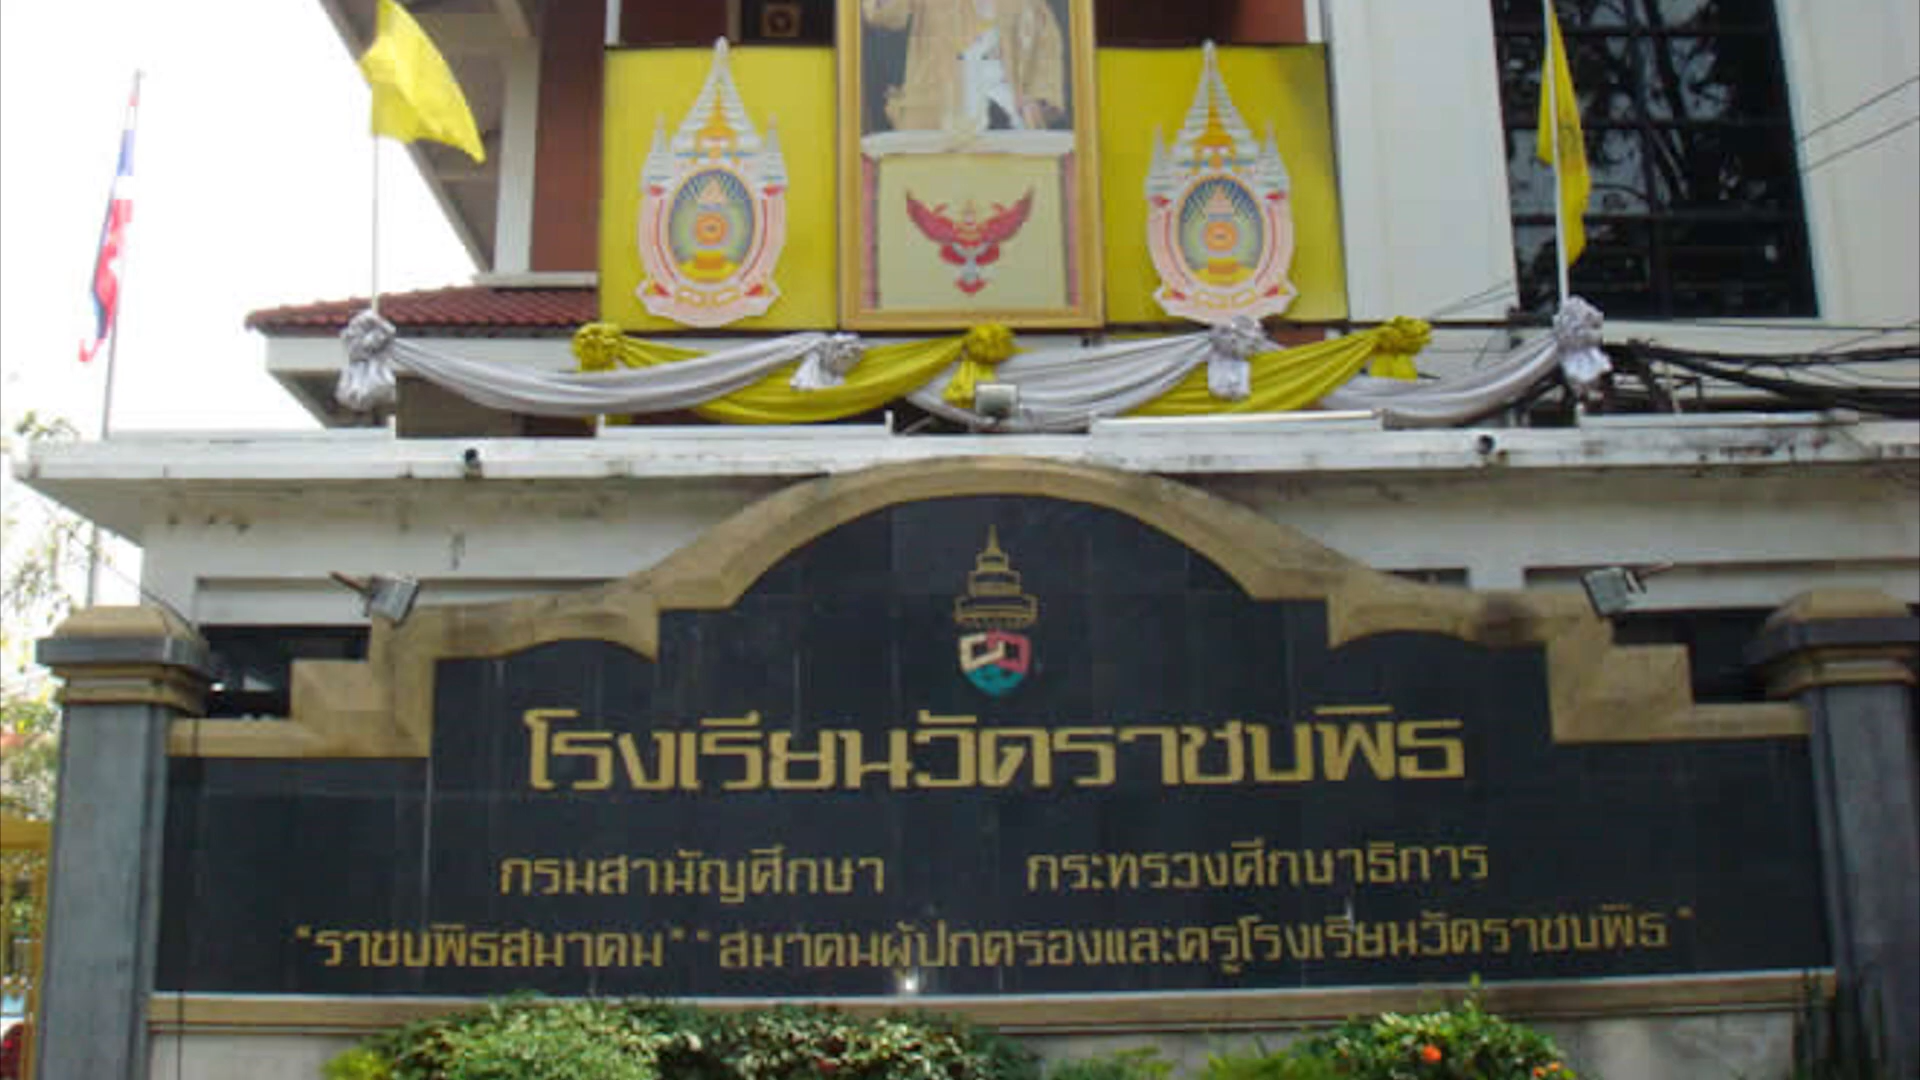 โรงเรียนวัดราชบพิธ
กรมสามัญศึกษา กระทรวงศึกษาธิการ
"ราชบพิธสมาคม" "สมาคมผู้ปกครองและครูโรงเรียนวัดราชบพิธ"